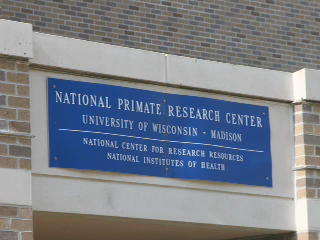 NATIONAL PRIMATE RESEARCH CENTER
UNIVERSITY OF WISCONSIN - MADISON
NATIONAL CENTER FOR RESEARCH RESOURCES
NATIONAL INSTITUTES OF HEALTH